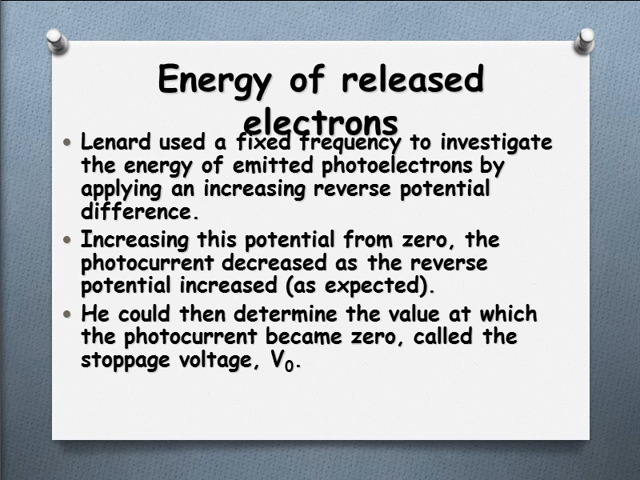 Energy of released
electrons
• Lenard used a fixed frequency to investigate
the energy of emitted photoelectrons by
applying an increasing reverse potential
difference.
• Increasing this potential from zero, the
photocurrent decreased as the reverse
potential increased (as expected).
• He could then determine the value at which
the photocurrent became zero, called the
stoppage voltage, V₀.